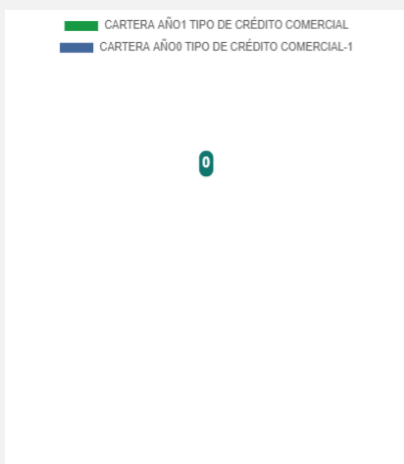 CARTERA AÑO1 TIPO DE CRÉDITO COMERCIAL
CARTERA AÑO0 TIPO DE CRÉDITO COMERCIAL-1
0